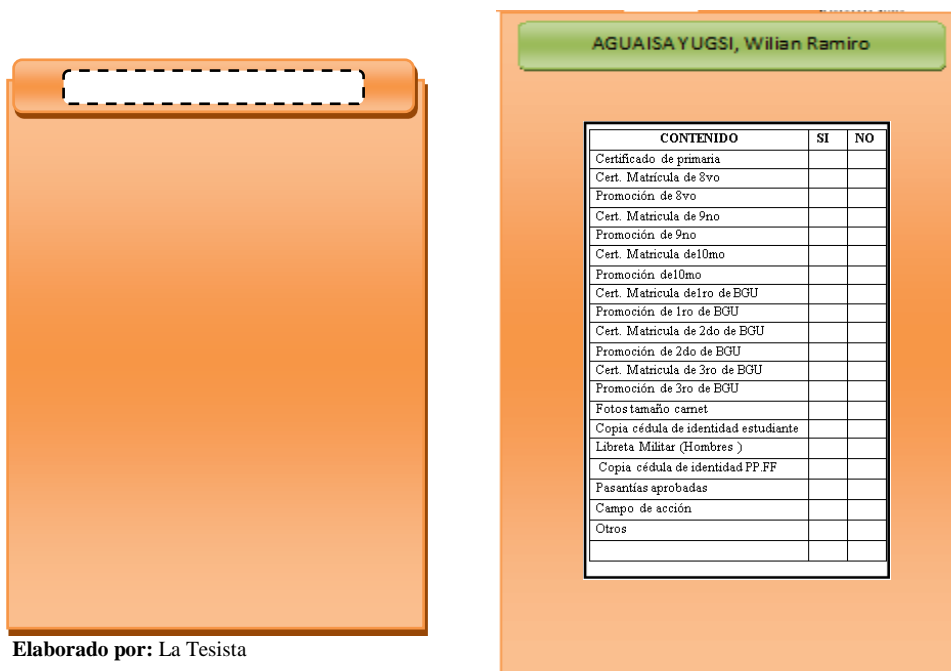 AGUAISA YUGSI, Wilian Ramiro
CONTENIDO SI NO
Certificado de primaria
Cert. Matrícula de 8vo
Promoción de 8vo
Cert. Matricula de 9no
Promoción de 9no
Cert. Matricula de10mo
Promoción de10mo
Cert. Matricula de1ro de BGU
Promoción de 1ro de BGU
Cert. Matricula de 2do de BGU
Promoción de 2do de BGU
Cert. Matricula de 3ro de BGU
Promoción de 3ro de BGU
Fotos tamaño carnet
Copia cédula de identidad estudiante
Libreta Militar (Hombres )
Copia cédula de identidad PP.FF
Pasantías aprobadas
Campo de acción
Otros
Elaborado por: La Tesista